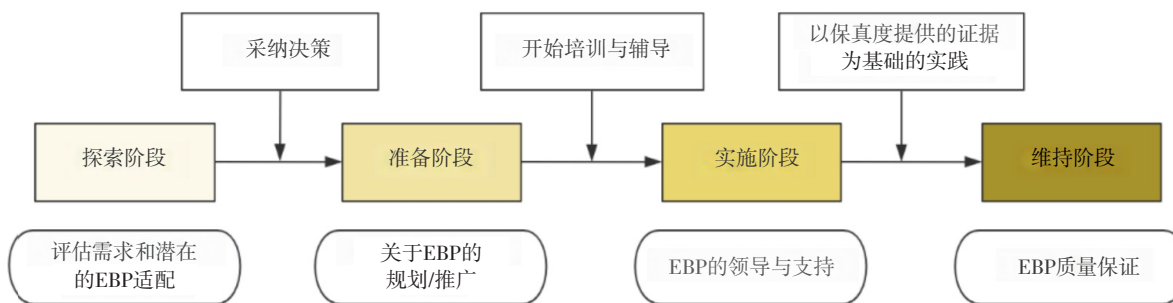 采纳决策
开始培训与辅导
以保真度提供的证据
为基础的实践
探索阶段
准备阶段
实施阶段
维持阶段
评估需求和潜在
的EBP适配
关于EBP的
规划/推广
EBP的领导与支持
EBP质量保证